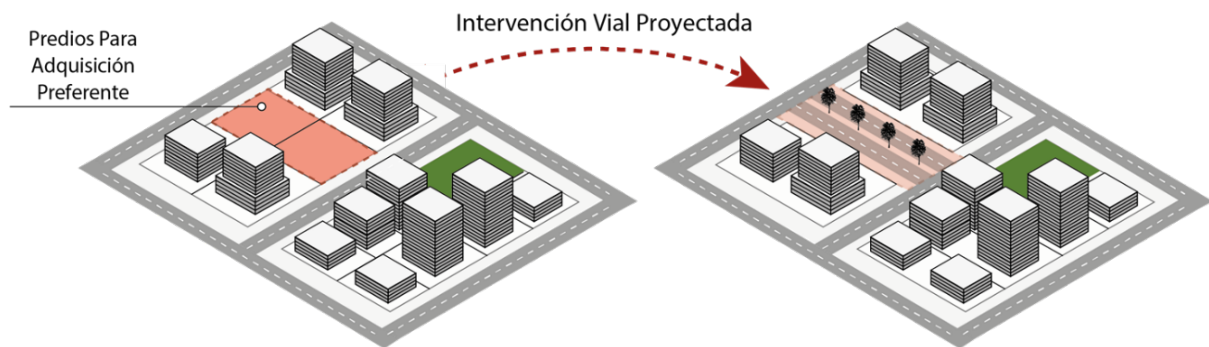 Intervención Vial Proyectada
Predios Para
Adquisición
Preferente